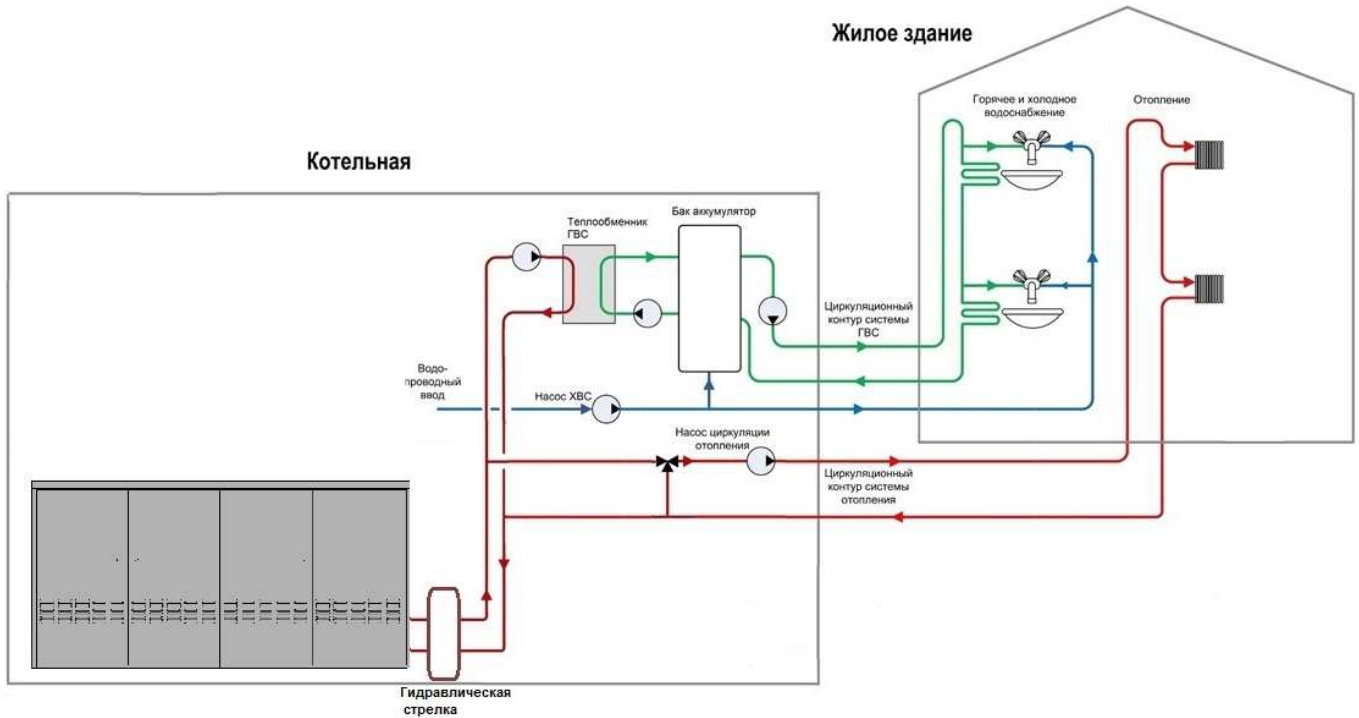 Жилое здание
Горячее и холодное
водоснабжение
Отопление
Котельная
Теплообменник
ГВС
Бак аккумулятор
Циркуляционный
контур системы
ГВС
Водо-
проводный
ввод
Насос ХВС
Насос циркуляции
отопления
Циркуляционный
контур системы
отопления
Гидравлическая
стрелка